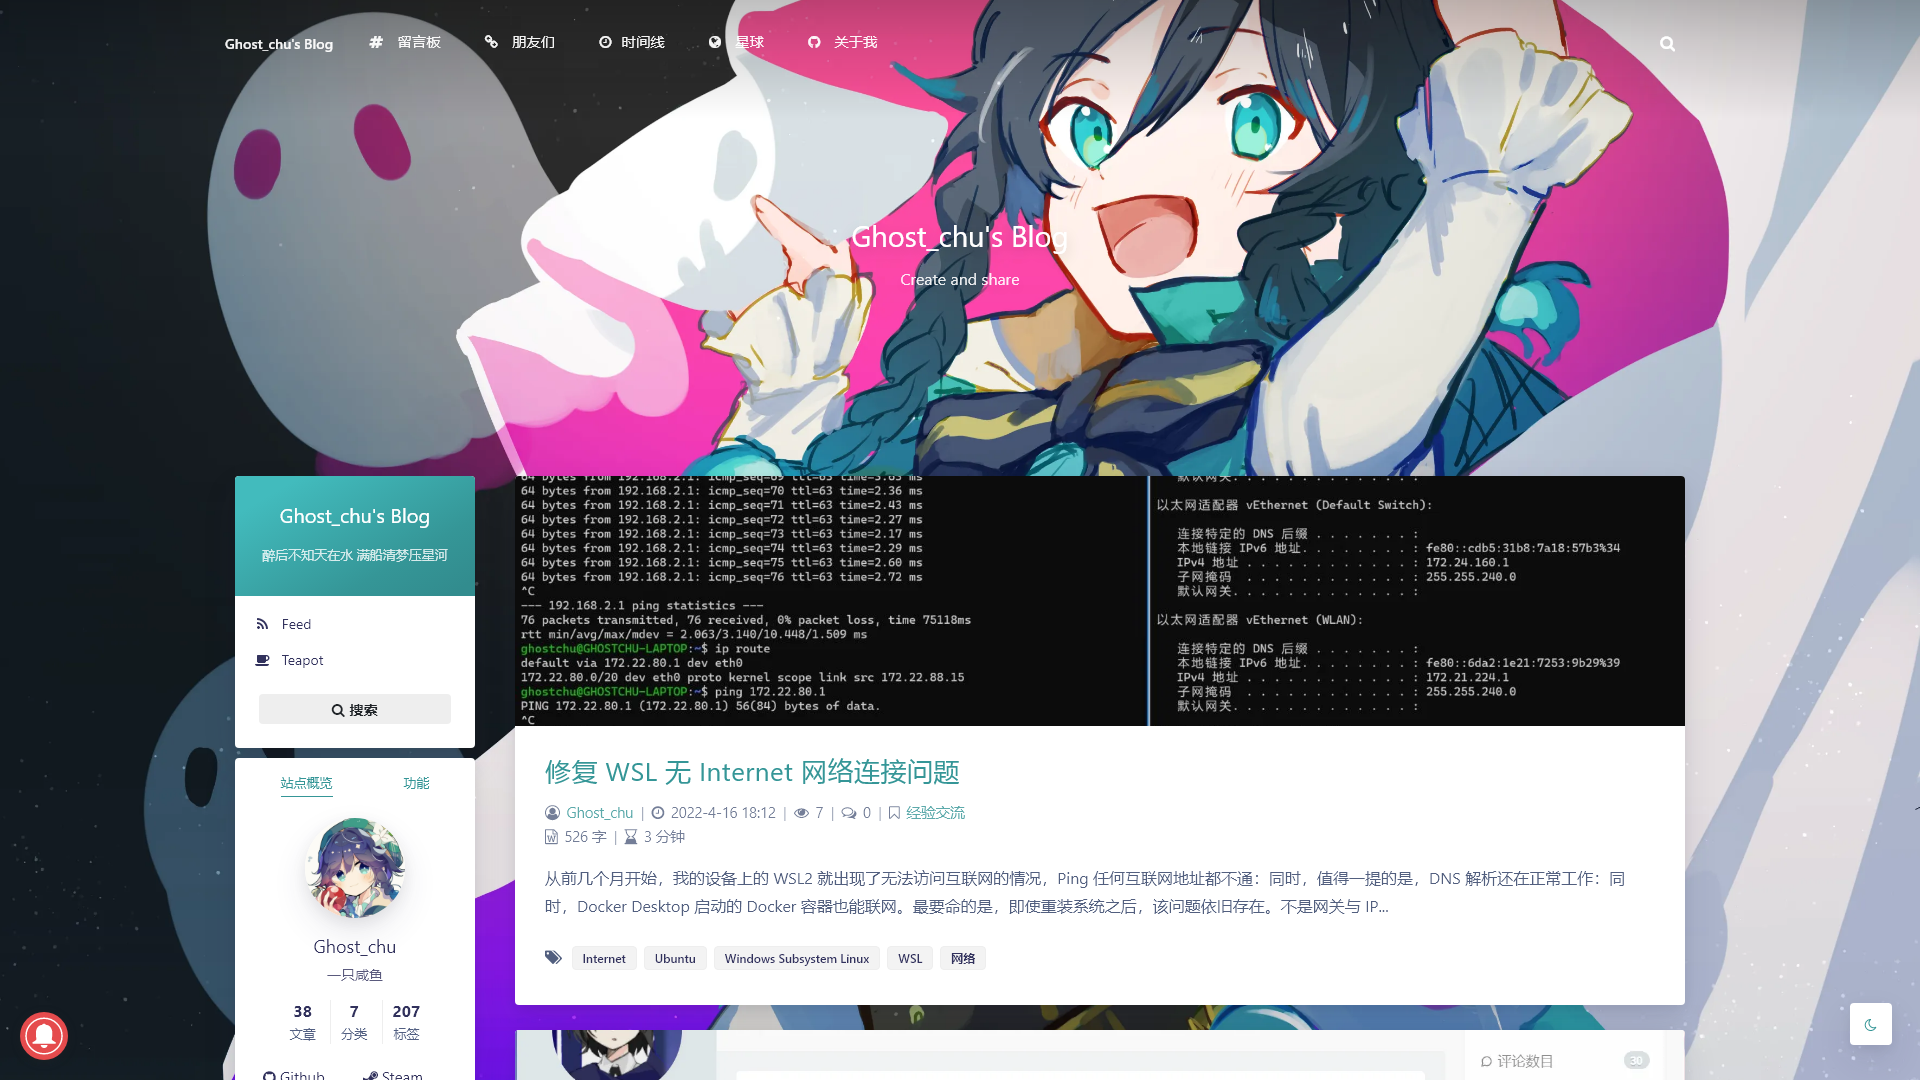 Ghost_chu's Blog
留言板
朋友们
时间线
星球
关于我
Ghost_chu's Blog
Create and share
Ghost_chu's Blog
醉后不知天在水 满船清梦压星河
Feed
Teapot
搜索
站点概览
功能
Ghost_chu
一只咸鱼
38
7
207
文章
分类
标签
Github
Steam
64 bytes from 192.168.2.1: icmp_seq=69 ttl=63 time=3.63 ms
64 bytes from 192.168.2.1: icmp_seq=70 ttl=63 time=2.36 ms
64 bytes from 192.168.2.1: icmp_seq=71 ttl=63 time=2.43 ms
64 bytes from 192.168.2.1: icmp_seq=72 ttl=63 time=2.27 ms
64 bytes from 192.168.2.1: icmp_seq=73 ttl=63 time=2.17 ms
64 bytes from 192.168.2.1: icmp_seq=74 ttl=63 time=2.29 ms
64 bytes from 192.168.2.1: icmp_seq=75 ttl=63 time=2.60 ms
64 bytes from 192.168.2.1: icmp_seq=76 ttl=63 time=2.72 ms
^C
--- 192.168.2.1 ping statistics ---
76 packets transmitted, 76 received, 0% packet loss, time 75118ms
rtt min/avg/max/mdev = 2.063/3.140/10.448/1.509 ms
ghostchu@GHOSTCHU-LAPTOP:~$ ip route
default via 172.22.80.1 dev eth0
172.22.80.0/20 dev eth0 proto kernel scope link src 172.22.88.15
ghostchu@GHOSTCHU-LAPTOP:~$ ping 172.22.80.1
PING 172.22.80.1 (172.22.80.1) 56(84) bytes of data.
^C
默认网关. . . . . . . . . . . . . :
以太网适配器 vEthernet (Default Switch):
连接特定的 DNS 后缀 . . . . . . . :
本地链接 IPv6 地址. . . . . . . . : fe80::cdb5:31b8:7a18:57b3%34
IPv4 地址 . . . . . . . . . . . . : 172.24.160.1
子网掩码 . . . . . . . . . . . . : 255.255.240.0
默认网关. . . . . . . . . . . . . :
以太网适配器 vEthernet (WLAN):
连接特定的 DNS 后缀 . . . . . . . :
本地链接 IPv6 地址. . . . . . . . : fe80::6da2:1e21:7253:9b29%39
IPv4 地址 . . . . . . . . . . . . : 172.21.224.1
子网掩码 . . . . . . . . . . . . : 255.255.240.0
默认网关. . . . . . . . . . . . . :
修复 WSL 无 Internet 网络连接问题
Ghost_chu | 2022-4-16 18:12 | 7 | 0 | 经验交流
526 字 | 3 分钟
从前几个月开始，我的设备上的 WSL2 就出现了无法访问互联网的情况，Ping 任何互联网地址都不通：同时，值得一提的是，DNS 解析还在正常工作：同
时，Docker Desktop 启动的 Docker 容器也能联网。最要命的是，即使重装系统之后，该问题依旧存在。不是网关与 IP...
Internet
Ubuntu
Windows Subsystem Linux
WSL
网络
评论数目
30